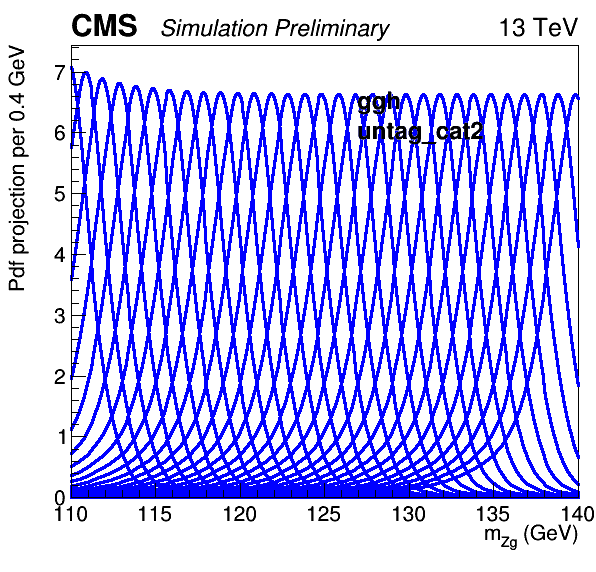 CMS Simulation Preliminary 13 TeV
Pdf projection per 0.4 GeV
7
ggh
6
untag_cat2
5
4
3
2
1
0
110 115 120 125 130 135 140
m_Zg (GeV)